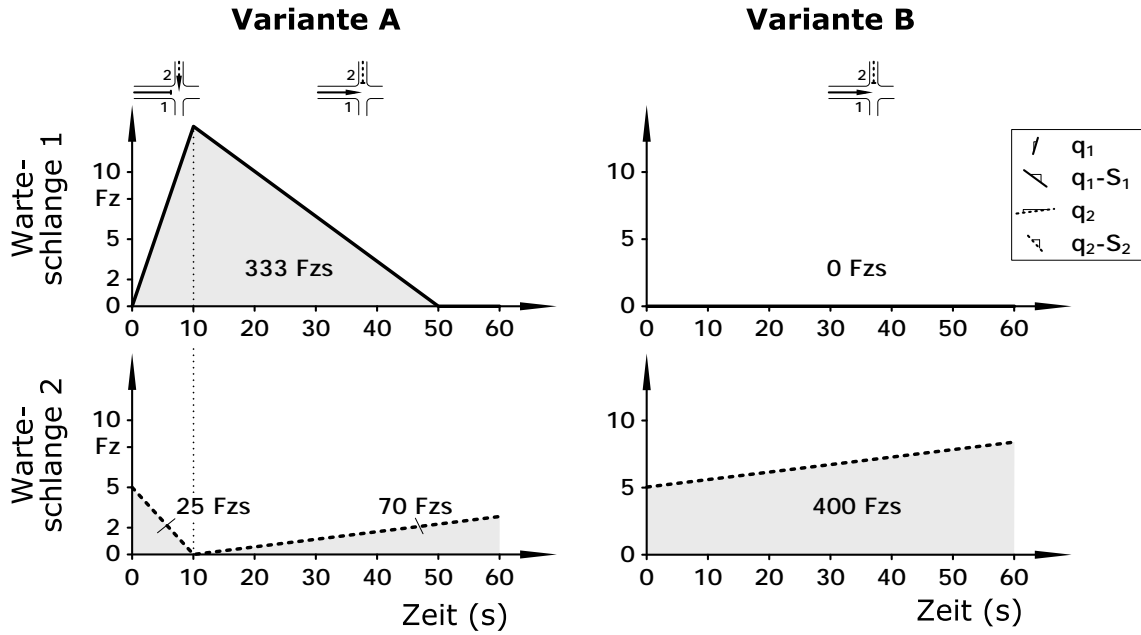 Variante A
Variante B
2
1
2
1
2
1
Warte-
schlange 1
10
Fz
5
2
0
333 Fzs
0 10 20 30 40 50 60
10
5
0
0 Fzs
0 10 20 30 40 50 60
q1
q1-S1
q2
q2-S2
Warte-
schlange 2
10
Fz
5
2
0
25 Fzs
70 Fzs
0 10 20 30 40 50 60
Zeit (s)
10
5
0
400 Fzs
0 10 20 30 40 50 60
Zeit (s)